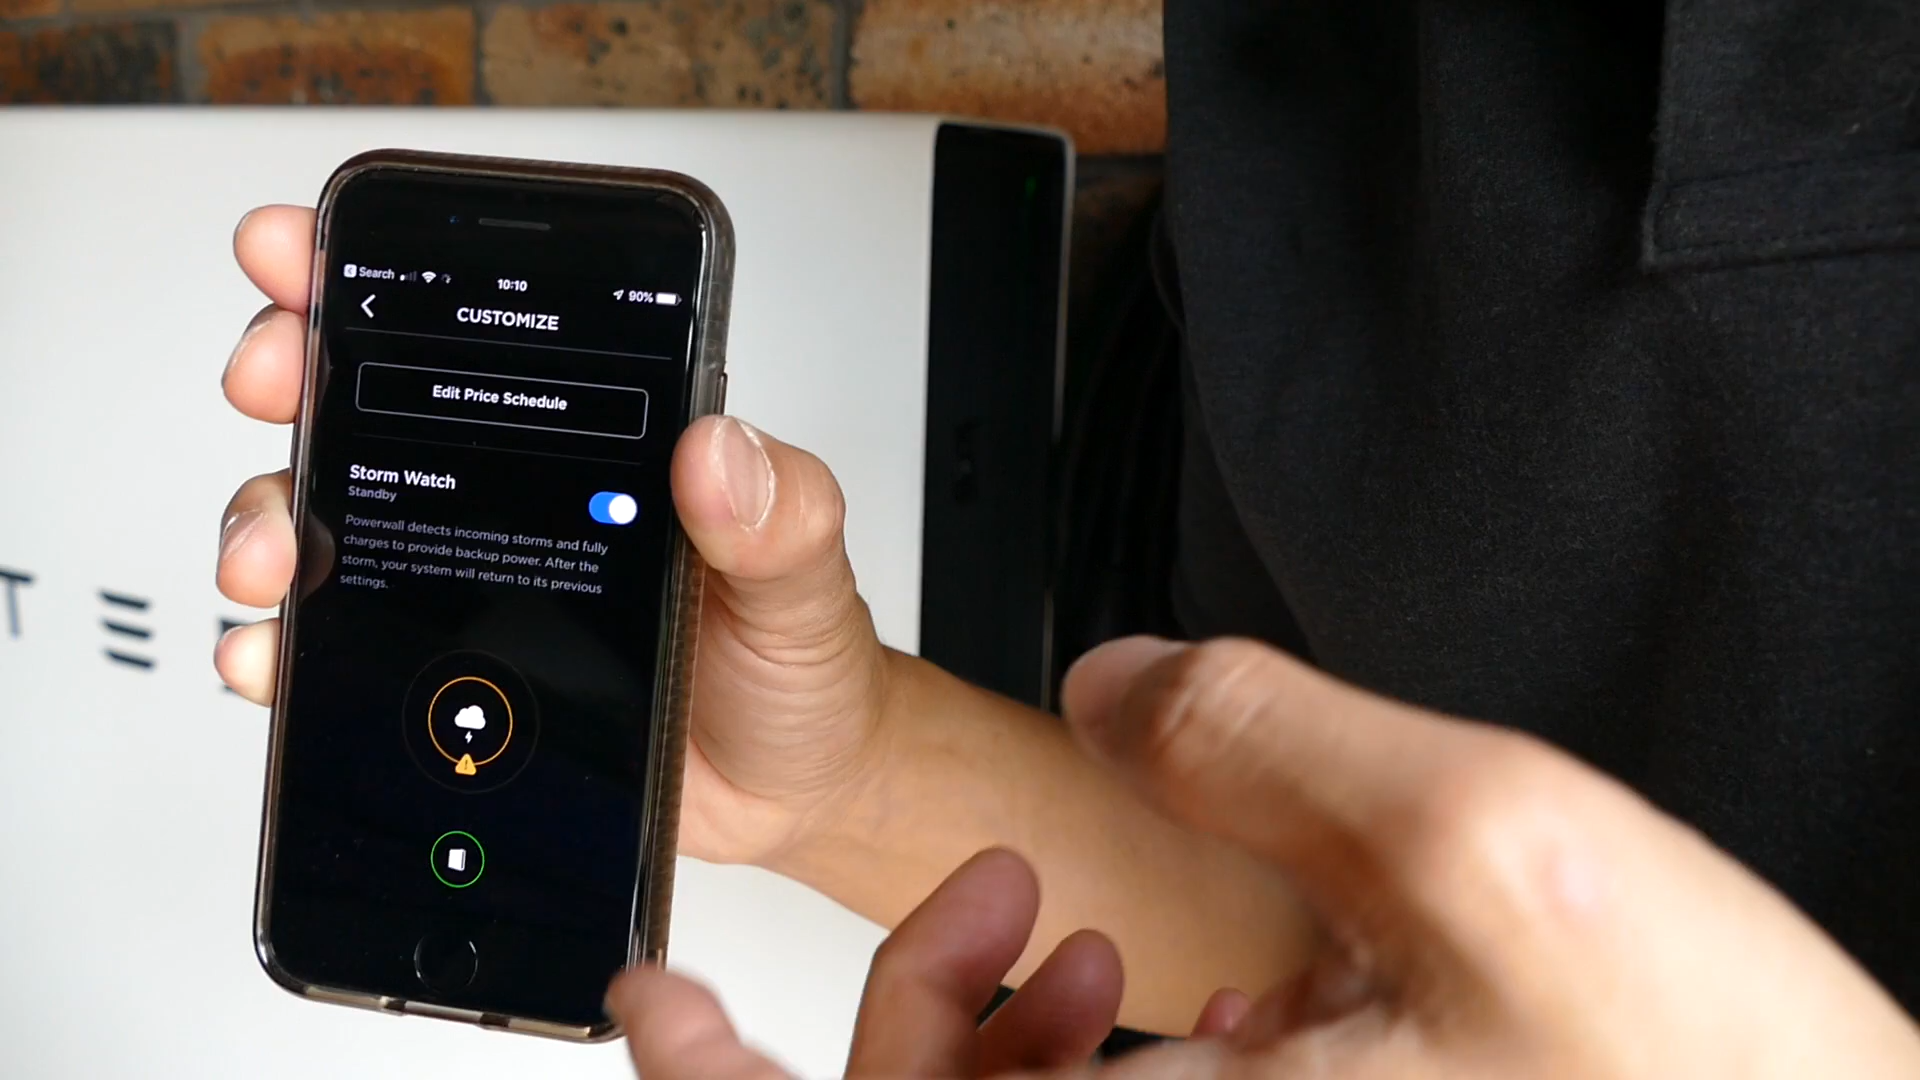 Search 10:10 90%
CUSTOMIZE
Edit Price Schedule
Storm Watch
Standby
Powerwall detects incoming storms and fully
charges to provide backup power. After the
storm, your system will return to its previous
settings.
T E